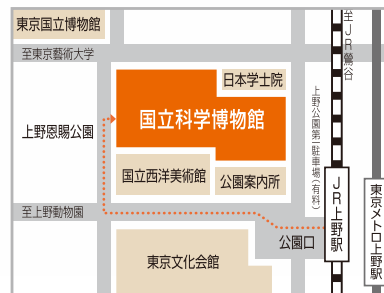 東京国立博物館
至東京藝術大学
至JR鶯谷
日本学士院
国立科学博物館
上野恩賜公園
上野公園第一駐車場(有料)
国立西洋美術館
公園案内所
JR上野駅
東京メトロ上野駅
至上野動物園
公園口
東京文化会館